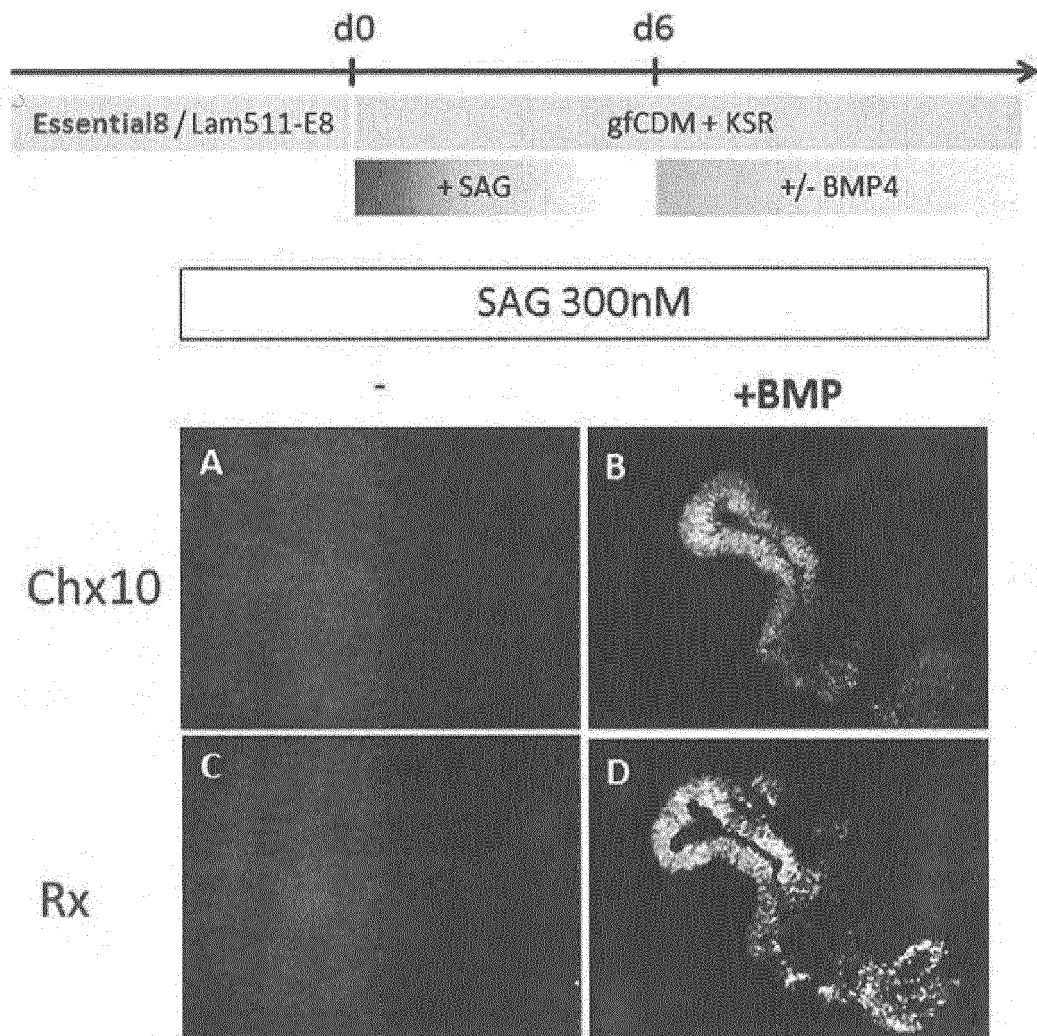 d0 d6
Essential8 / Lam511-E8 gfCDM + KSR
+ SAG +/- BMP4
SAG 300nM
- +BMP
A B
Chx10
C D
Rx